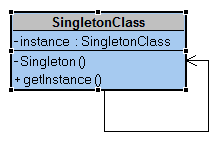 SingletonClass
- instance : SingletonClass
- Singleton ()
+ getInstance ()